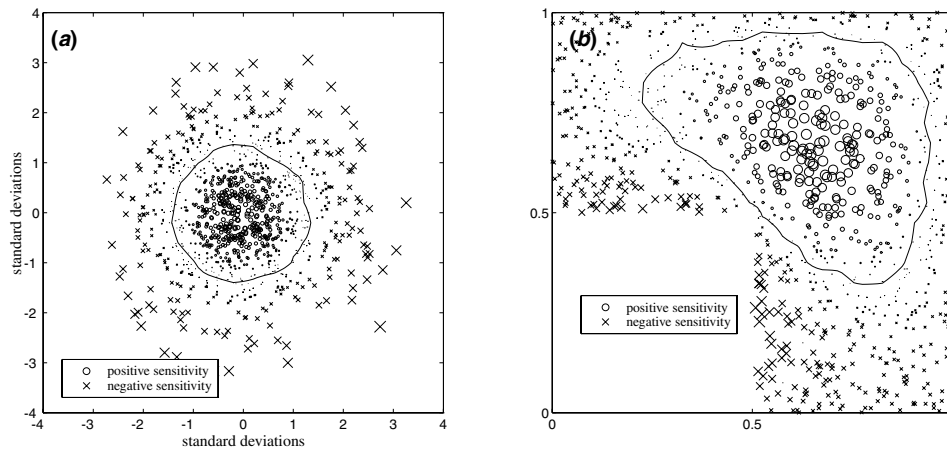 (a)
4
3
2
1
0
-1
-2
-3
-4
standard deviations
positive sensitivity
negative sensitivity
-4
-3
-2
-1
0
1
2
3
4
standard deviations
(b)
1
0.5
0
positive sensitivity
negative sensitivity
0
0.5